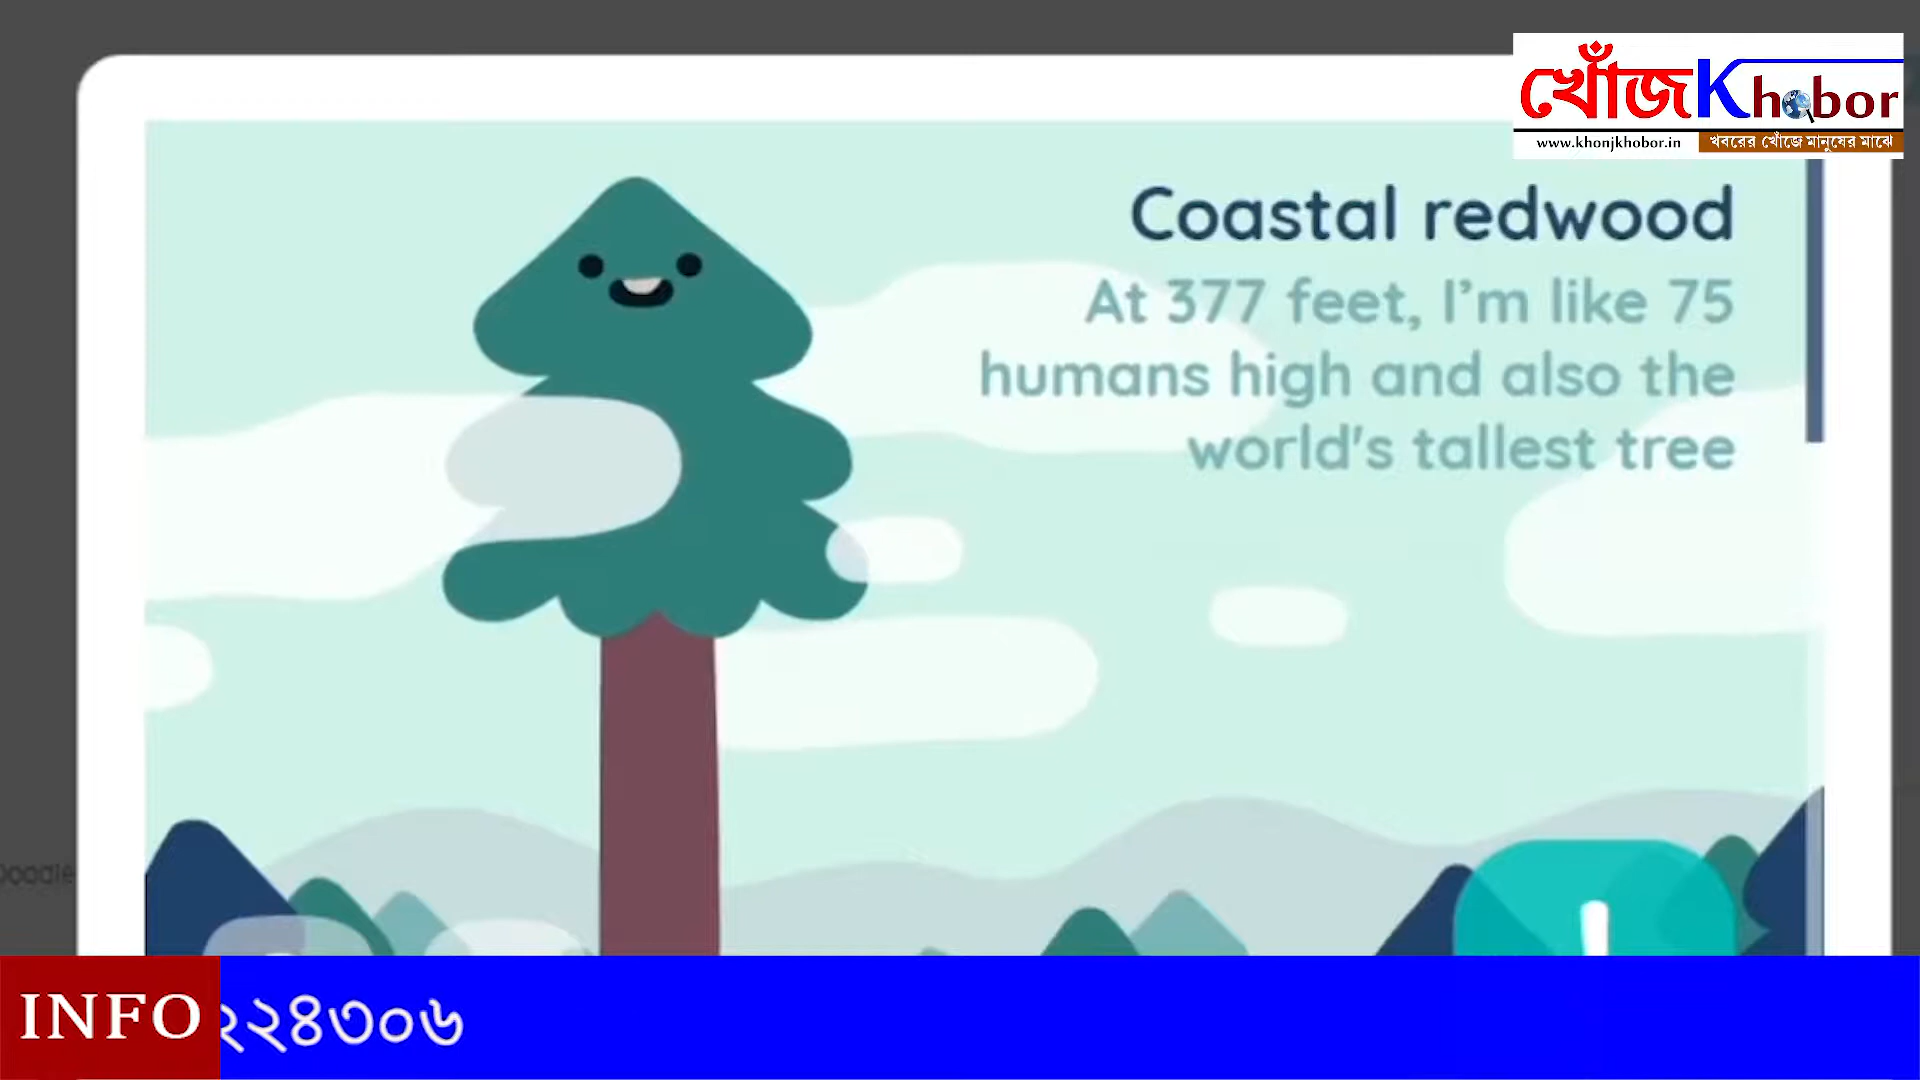 খোঁজKhobor
www.khonjkhobor.in
খবরের খোঁজে মানুষের মাঝে
Coastal redwood
At 377 feet, I’m like 75
humans high and also the
world's tallest tree
Doodle
INFO
২২৪৩০৬